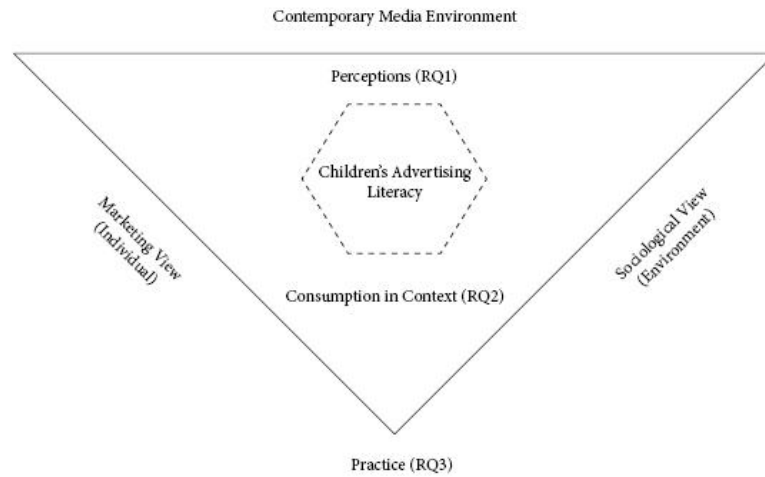 Contemporary Media Environment
Perceptions (RQ1)
Children's Advertising
Literacy
Marketing View
(Individual)
Sociological View
(Environment)
Consumption in Context (RQ2)
Practice (RQ3)